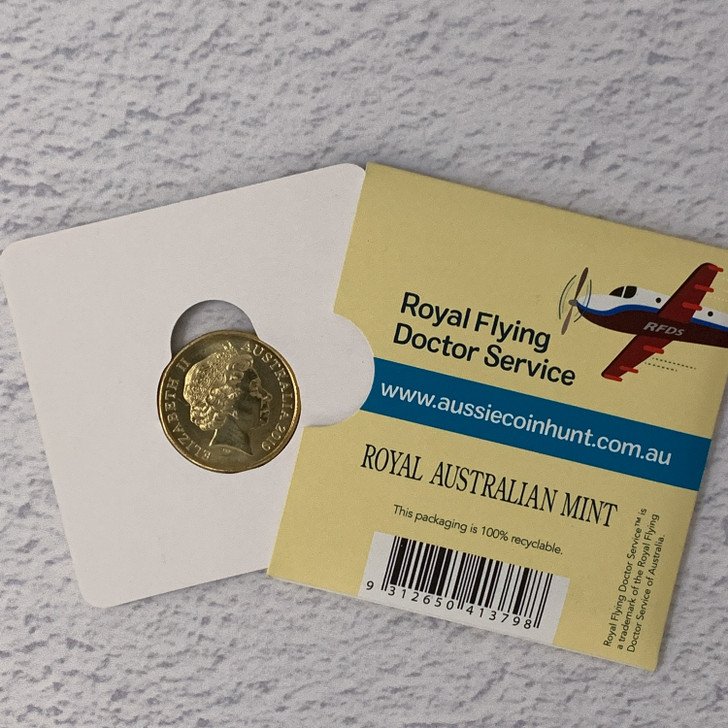 ELIZABETH II AUSTRALIA 2019
Royal Flying
Doctor Service
RFDS
www.aussiecoinhunt.com.au
ROYAL AUSTRALIAN MINT
This packaging is 100% recyclable.
9 312650 413798
Royal Flying Doctor Service™ is
a trademark of the Royal Flying
Doctor Service of Australia.